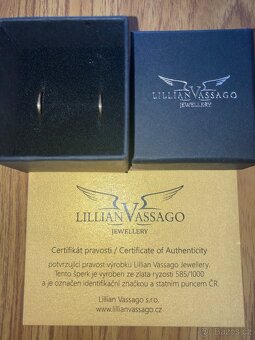 LILLIAN VASSAGO
JEWELLERY
LILLIAN VASSAGO
JEWELLERY
Certifikát pravosti / Certificate of Authenticity
potvrzující pravost výrobku Lillian Vassago Jewellery.
Tento šperk je vyroben ze zlata ryzosti 585/1000
a je označen identifikační značkou a statním puncem ČR.
Lillian Vassago s.r.o.
www.lillianvassago.cz